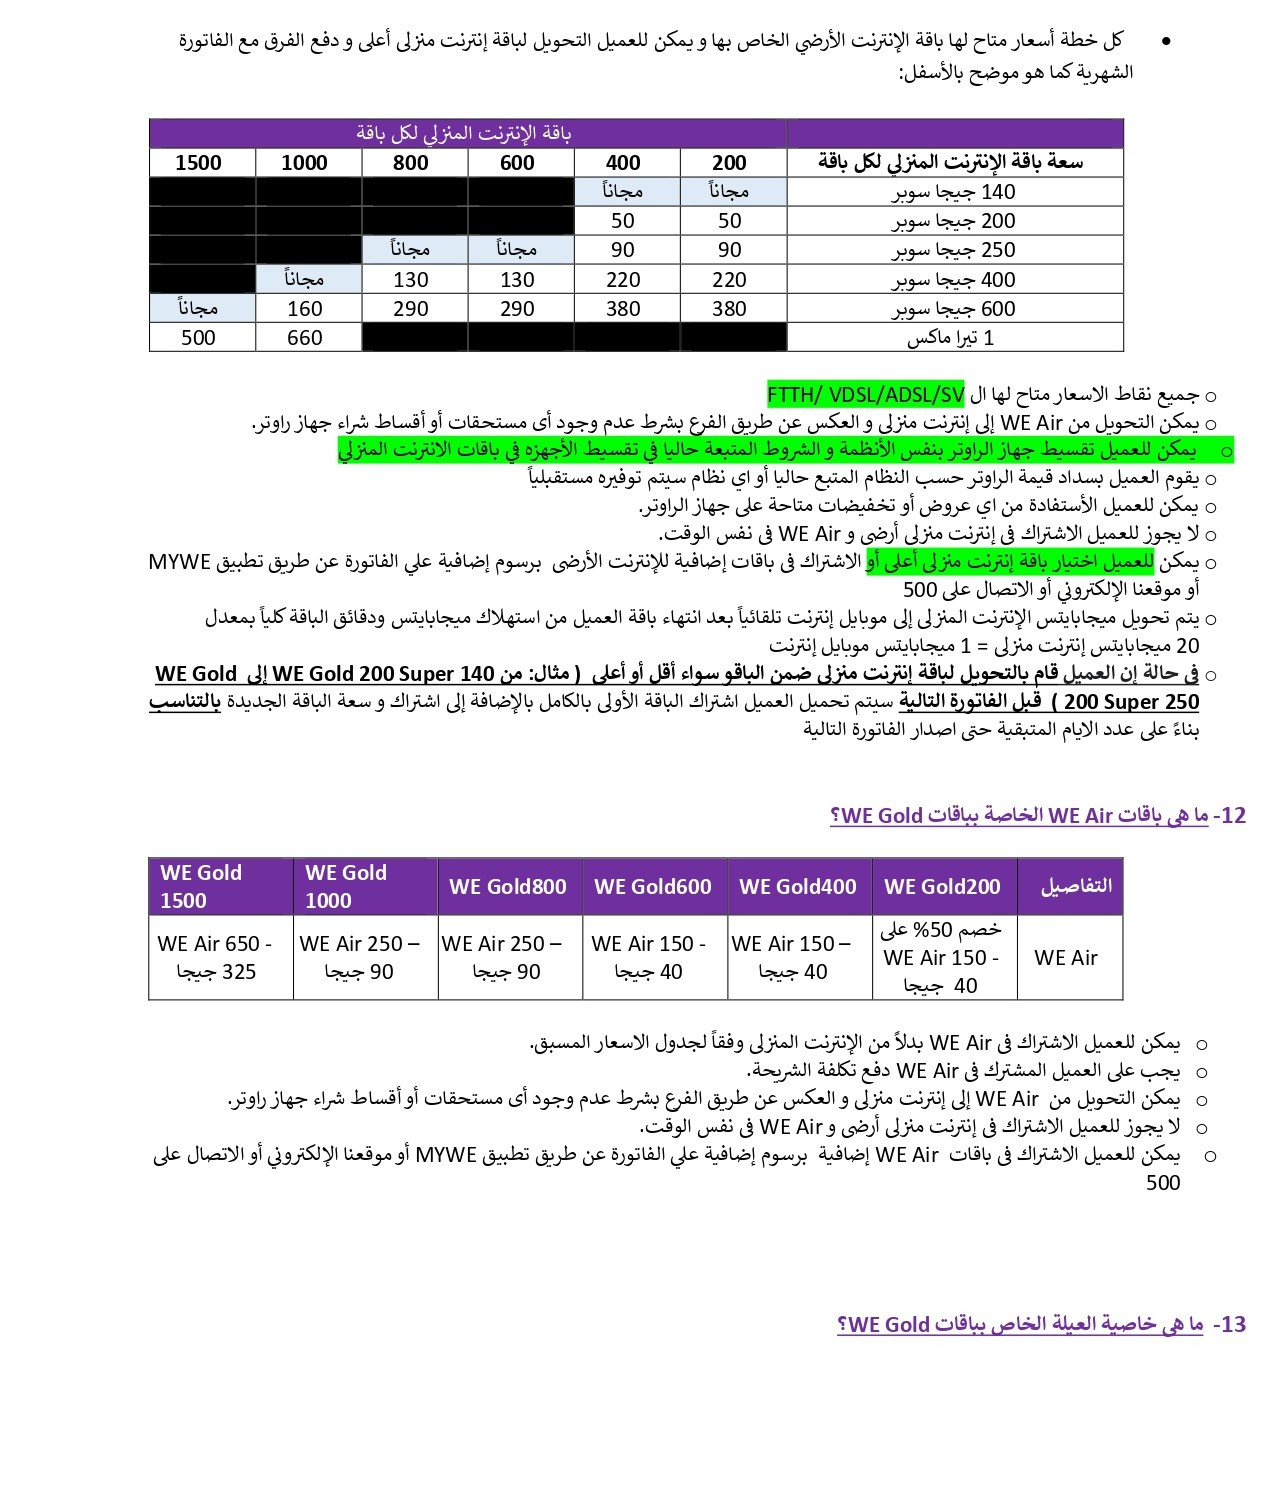 • كل خطة أسعار متاح لها باقة الإنترنت الأرضي الخاص بها و يمكن للعميل التحويل لباقة إنترنت منزلى أعلى و دفع الفرق مع الفاتورة
الشهرية كما هو موضح بالأسفل:
باقة الإنترنت المنزلي لكل باقة
سعة باقة الإنترنت المنزلي لكل باقة 200 400 600 800 1000 1500
140 جيجا سوبر مجاناً مجاناً
200 جيجا سوبر 50 50
250 جيجا سوبر 90 90 مجاناً مجاناً
400 جيجا سوبر 220 220 130 130 مجاناً
600 جيجا سوبر 380 380 290 290 160 مجاناً
1 تيرا ماكس 660 500
o جميع نقاط الاسعار متاح لها ال FTTH/ VDSL/ADSL/SV
o يمكن التحويل من WE Air إلى إنترنت منزلى و العكس عن طريق الفرع بشرط عدم وجود أى مستحقات أو أقساط شراء جهاز راوتر.
o يمكن للعميل تقسيط جهاز الراوتر بنفس الأنظمة و الشروط المتبعة حاليا في تقسيط الأجهزه في باقات الانترنت المنزلي
o يقوم العميل بسداد قيمة الراوتر حسب النظام المتبع حاليا أو اي نظام سيتم توفيره مستقبلياً
o يمكن للعميل الأستفادة من اي عروض أو تخفيضات متاحة على جهاز الراوتر.
o لا يجوز للعميل الاشتراك فى إنترنت منزلى أرضى و WE Air فى نفس الوقت.
o يمكن للعميل اختيار باقة إنترنت منزلى أعلى أو الاشتراك فى باقات إضافية للإنترنت الأرضى برسوم إضافية علي الفاتورة عن طريق تطبيق MYWE
أو موقعنا الإلكتروني أو الاتصال على 500
o يتم تحويل ميجابايتس الإنترنت المنزلى إلى موبايل إنترنت تلقائياً بعد انتهاء باقة العميل من استهلاك ميجابايتس ودقائق الباقة كلياً بمعدل
20 ميجابايتس إنترنت منزلى = 1 ميجابايتس موبايل إنترنت
o فى حالة إن العميل قام بالتحويل لباقة إنترنت منزلى ضمن الباقو سواء أقل أو أعلى ( مثال: من WE Gold 200 Super 140 إلى WE Gold
200 Super 250 ) قبل الفاتورة التالية سيتم تحميل العميل اشتراك الباقة الأولى بالكامل بالإضافة إلى اشتراك و سعة الباقة الجديدة بالتناسب
بناءً على عدد الايام المتبقية حتى اصدار الفاتورة التالية
12- ما هى باقات WE Air الخاصة بباقات WE Gold؟
التفاصيل WE Gold200 WE Gold400 WE Gold600 WE Gold800 WE Gold 1000 WE Gold 1500
WE Air خصم 50% على WE Air 150 - 40 جيجا WE Air 150 – 40 جيجا WE Air 150 - 40 جيجا WE Air 250 – 90 جيجا WE Air 250 – 90 جيجا WE Air 650 - 325 جيجا
o يمكن للعميل الاشتراك فى WE Air بدلاً من الإنترنت المنزلى وفقاً لجدول الاسعار المسبق.
o يجب على العميل المشترك فى WE Air دفع تكلفة الشريحة.
o يمكن التحويل من WE Air إلى إنترنت منزلى و العكس عن طريق الفرع بشرط عدم وجود أى مستحقات أو أقساط شراء جهاز راوتر.
o لا يجوز للعميل الاشتراك فى إنترنت منزلى أرضى و WE Air فى نفس الوقت.
o يمكن للعميل الاشتراك فى باقات WE Air إضافية برسوم إضافية علي الفاتورة عن طريق تطبيق MYWE أو موقعنا الإلكتروني أو الاتصال على
500
13- ما هى خاصية العيلة الخاص بباقات WE Gold؟